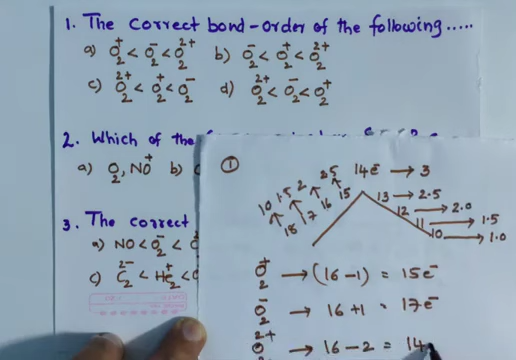 1. The correct bond-order of the following.....
a) O₂⁺ < O₂⁻ < O₂²⁺ b) O₂⁻ < O₂⁺ < O₂²⁺
c) O₂²⁺ < O₂⁺ < O₂⁻ d) O₂²⁺ < O₂⁻ < O₂⁺
2. Which of the
a) O₂, NO⁺ b)
3. The correct
a) NO < O₂⁻ <
c) C₂²⁻ < He₂⁺ <
①
14e⁻ → 3
15 2.5
16 2
17 1.5
18 10
13 → 2.5
12 → 2.0
11 → 1.5
10 → 1.0
O₂⁺ → (16-1) = 15e⁻
O₂⁻ → 16+1 = 17e⁻
O₂²⁺ → 16-2 = 14